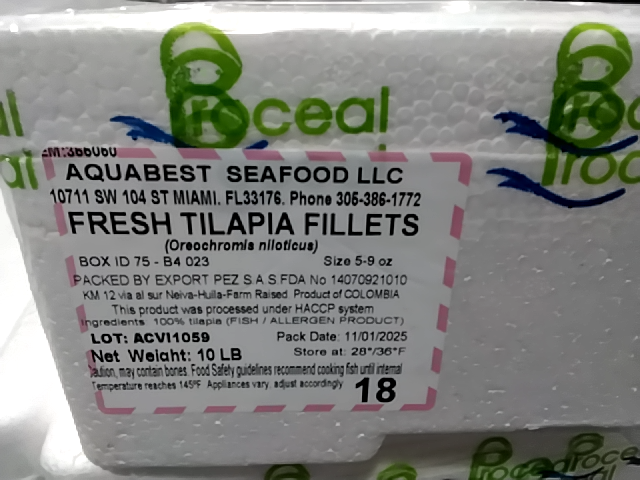 Proceal
EM:366060
AQUABEST SEAFOOD LLC
10711 SW 104 ST MIAMI. FL33176. Phone 305-386-1772
FRESH TILAPIA FILLETS
(Oreochromis niloticus)
BOX ID 75 - B4 023 Size 5-9 oz
PACKED BY EXPORT PEZ S.A.S.FDA No 14070921010
KM 12 via al sur Neiva-Huila-Farm Raised Product of COLOMBIA
This product was processed under HACCP system
Ingredients: 100% tilapia (FISH / ALLERGEN PRODUCT)
LOT: ACVI1059 Pack Date: 11/01/2025
Net Weight: 10 LB Store at: 28°/36°F
may contain bones. Food Safety guidelines recommend cooking fish until internal
Temperature reaches 145ºF Appliances vary, adjust accordingly
18
Proceal